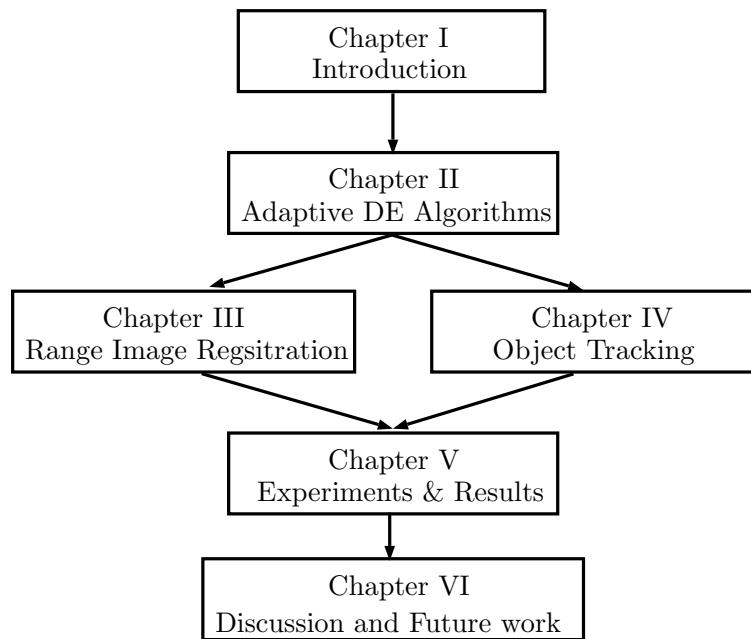 Chapter I
Introduction
Chapter II
Adaptive DE Algorithms
Chapter III
Range Image Regsitration
Chapter IV
Object Tracking
Chapter V
Experiments & Results
Chapter VI
Discussion and Future work